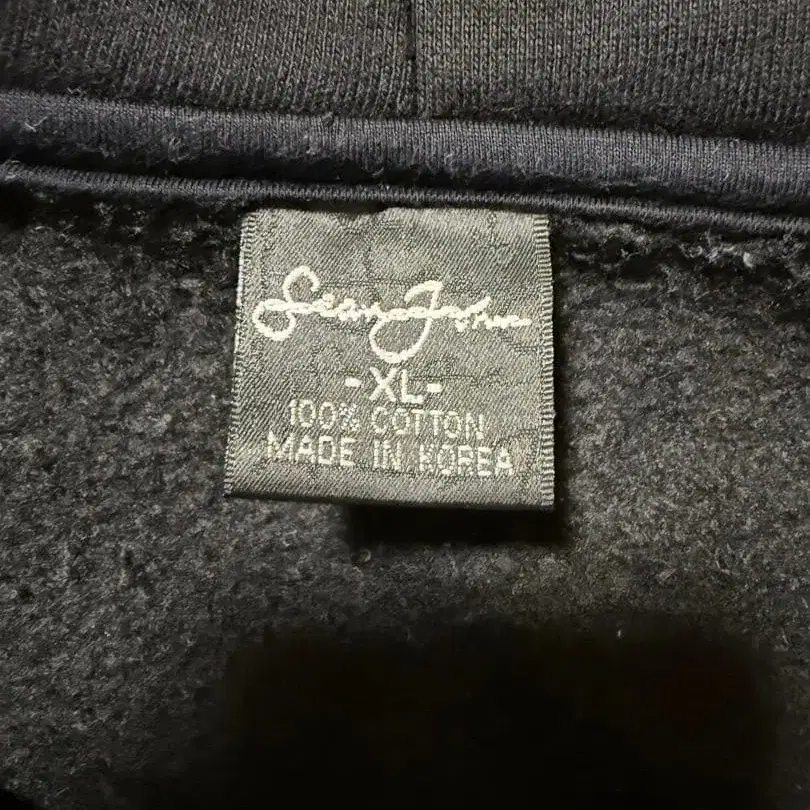 Sean John
-XL-
100% COTTON
MADE IN KOREA